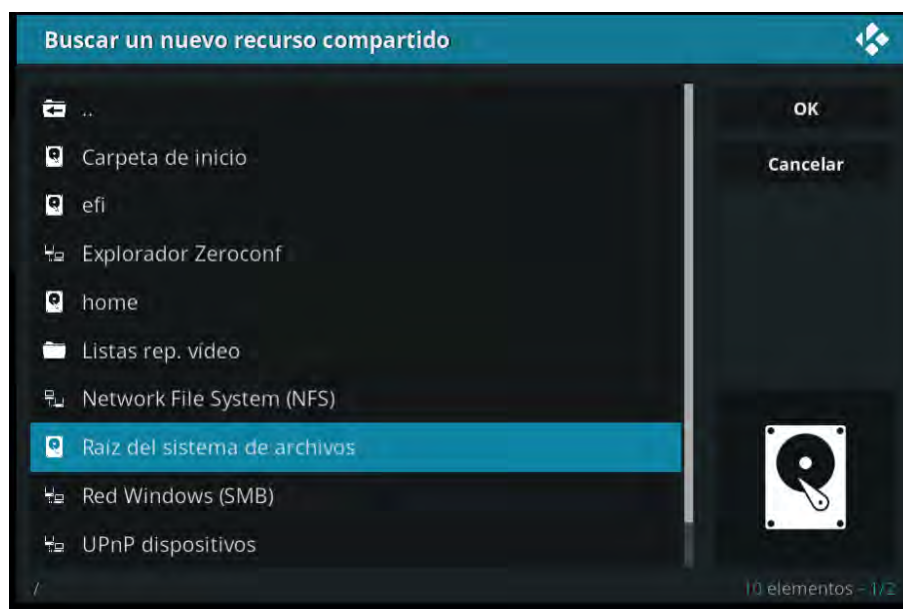 Buscar un nuevo recurso compartido
..
OK
Carpeta de inicio
Cancelar
efi
Explorador Zeroconf
home
Listas rep. vídeo
Network File System (NFS)
Raíz del sistema de archivos
Red Windows (SMB)
UPnP dispositivos
/
10 elementos - 1/2